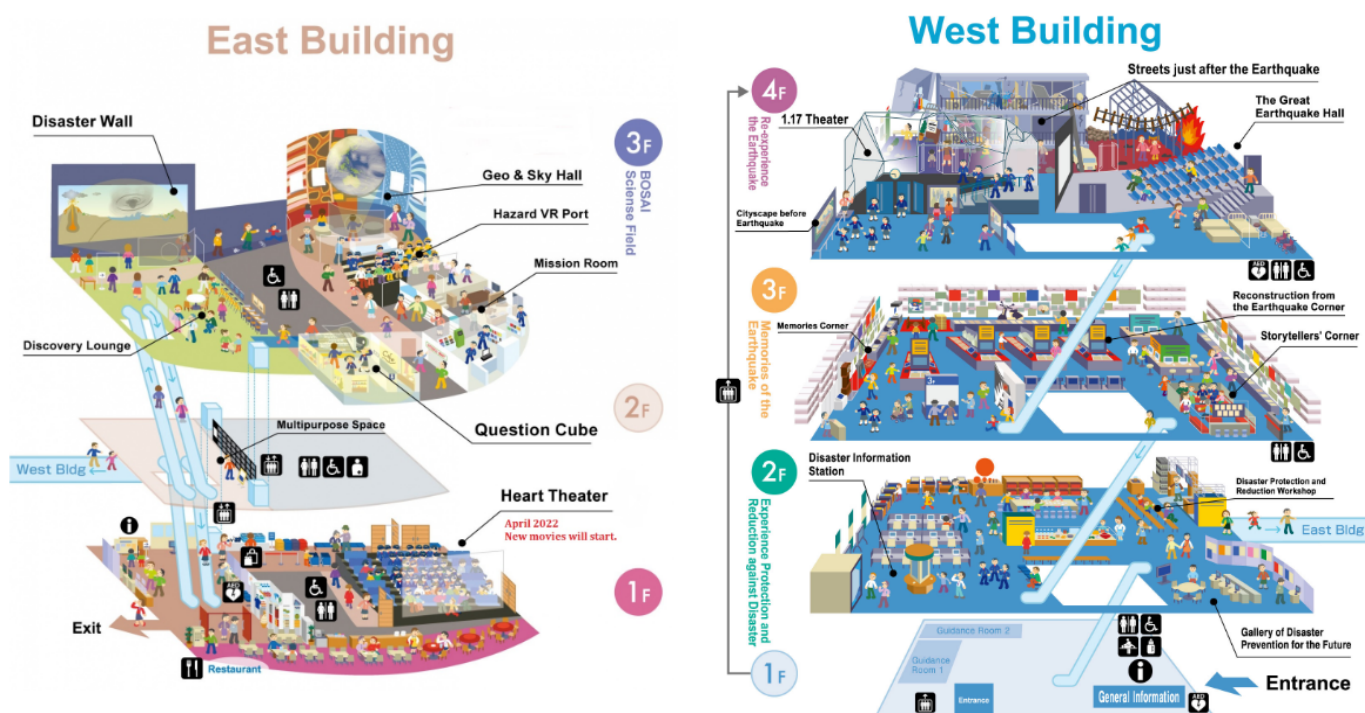 East Building
Disaster Wall
3F
BOSAI
Sciense Field
Geo & Sky Hall
Hazard VR Port
Mission Room
Discovery Lounge
2F
Question Cube
Multipurpose Space
West Bldg
Heart Theater
April 2022
New movies will start.
AED
1F
Exit
Restaurant
West Building
4F
Re-experience
the Earthquake
Streets just after the Earthquake
1.17 Theater
The Great
Earthquake Hall
Cityscape before
Earthquake
AED
3F
Memories of the
Earthquake
Memories Corner
Reconstruction from
the Earthquake Corner
Storytellers' Corner
2F
Experience Protection and
Reduction against Disaster
Disaster Information
Station
Disaster Protection and
Reduction Workshop
East Bldg
Gallery of Disaster
Prevention for the Future
1F
Guidance Room 2
Guidance
Room 1
Entrance
General Information
AED
Entrance